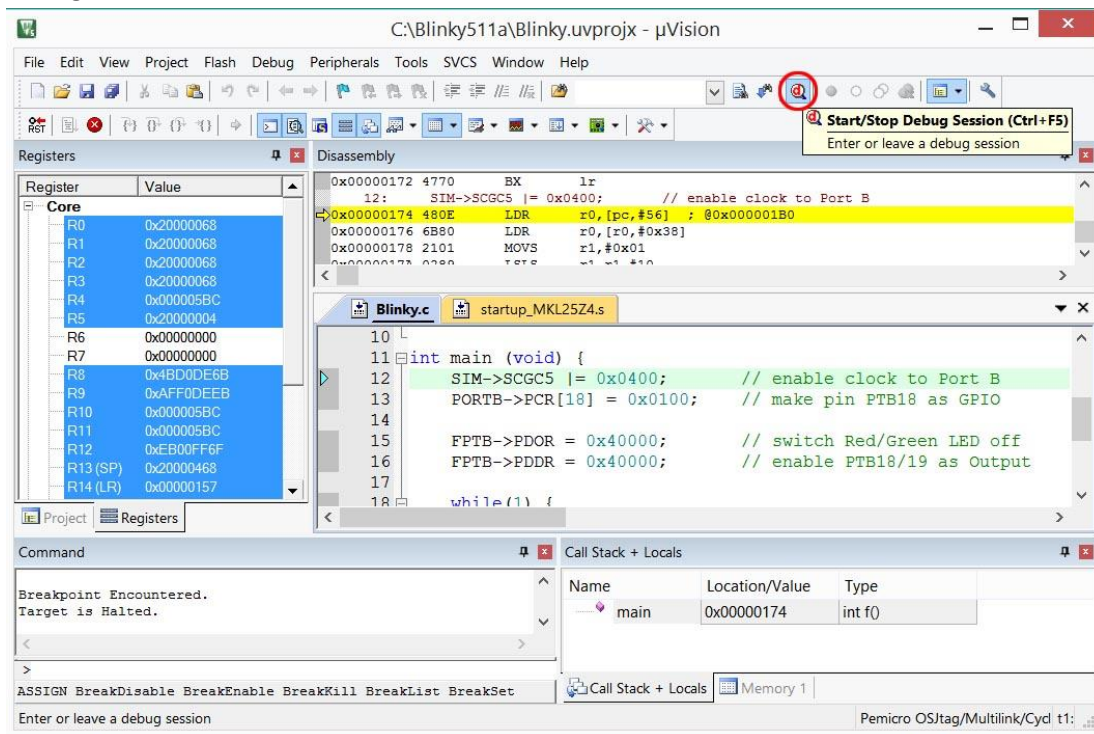 C:\Blinky511a\Blinky.uvprojx - µVision
File Edit View Project Flash Debug Peripherals Tools SVCS Window Help
RST
Start/Stop Debug Session (Ctrl+F5)
Enter or leave a debug session
Registers
Register Value
Core
R0 0x20000068
R1 0x20000068
R2 0x20000068
R3 0x20000068
R4 0x000005BC
R5 0x20000004
R6 0x00000000
R7 0x00000000
R8 0x4BD0DE6B
R9 0xAFF0DEEB
R10 0x000005BC
R11 0x000005BC
R12 0xEB00FF6F
R13 (SP) 0x20000468
R14 (LR) 0x00000157
Project Registers
Disassembly
0x00000172 4770 BX lr
12: SIM->SCGC5 |= 0x0400; // enable clock to Port B
0x00000174 480E LDR r0,[pc,#56] ; @0x000001B0
0x00000176 6B80 LDR r0,[r0,#0x38]
0x00000178 2101 MOVS r1,#0x01
Blinky.c startup_MKL25Z4.s
10
11 int main (void) {
12 SIM->SCGC5 |= 0x0400; // enable clock to Port B
13 PORTB->PCR[18] = 0x0100; // make pin PTB18 as GPIO
14
15 FPTB->PDOR = 0x40000; // switch Red/Green LED off
16 FPTB->PDDR = 0x40000; // enable PTB18/19 as Output
17
18 while(1) {
Command
Breakpoint Encountered.
Target is Halted.
>
ASSIGN BreakDisable BreakEnable BreakKill BreakList BreakSet
Call Stack + Locals
Name Location/Value Type
main 0x00000174 int f()
Call Stack + Locals Memory 1
Enter or leave a debug session
Pemicro OSJtag/Multilink/Cycl t1: